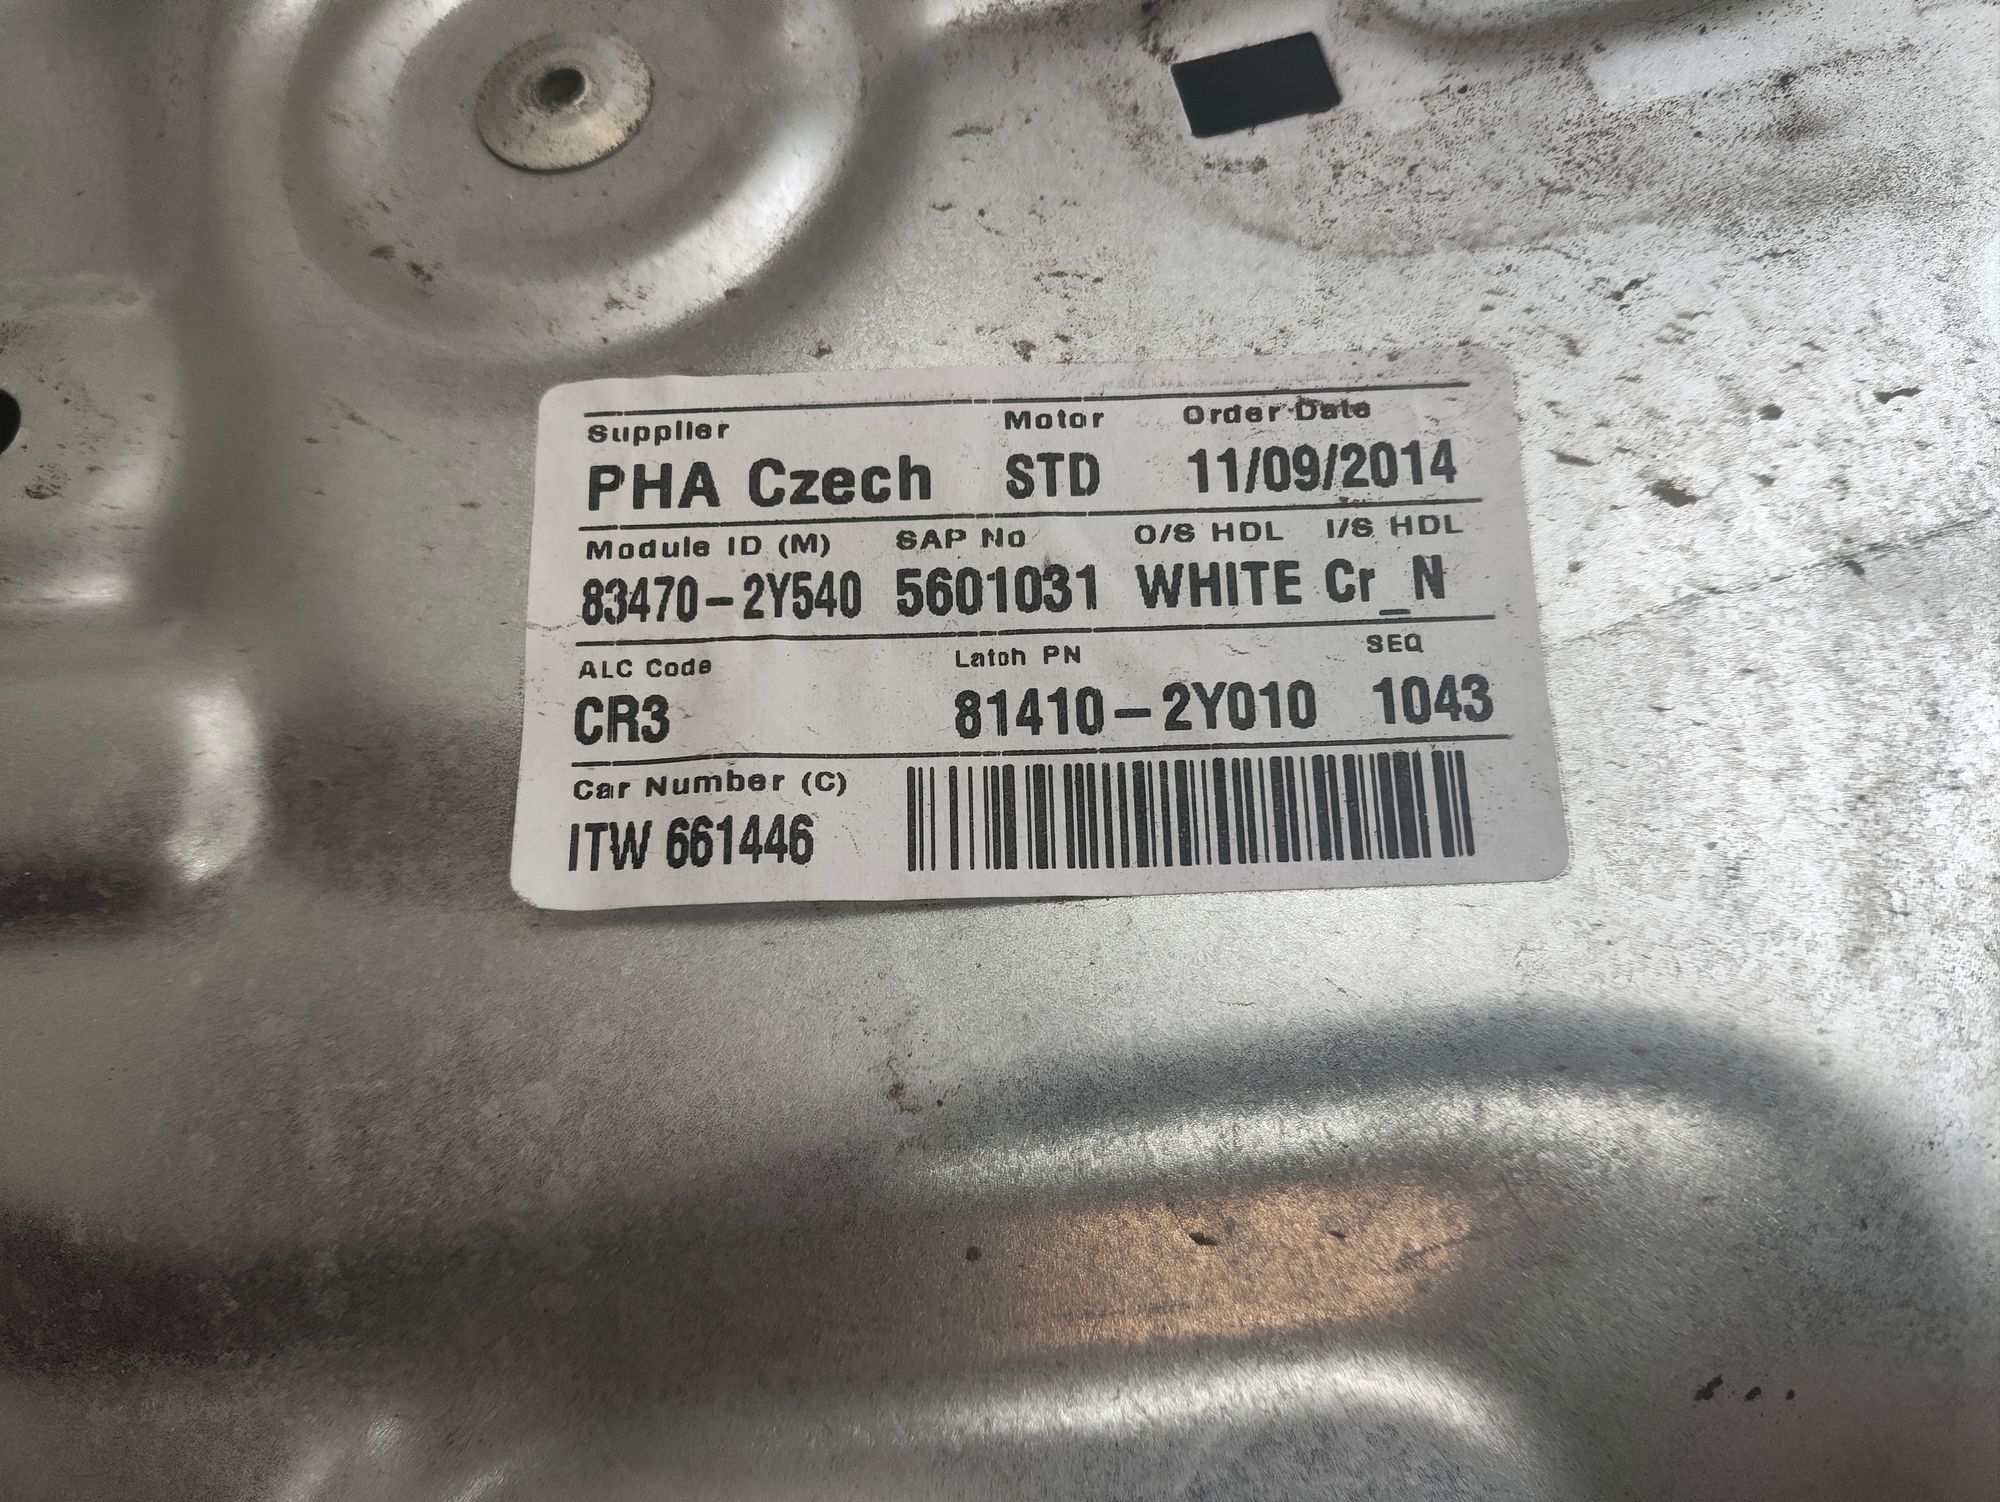 Supplier Motor Order Date
PHA Czech STD 11/09/2014
Module ID (M) SAP No O/S HDL I/S HDL
83470-2Y540 5601031 WHITE Cr_N
ALC Code Latch PN SEQ
CR3 81410-2Y010 1043
Car Number (C)
ITW 661446